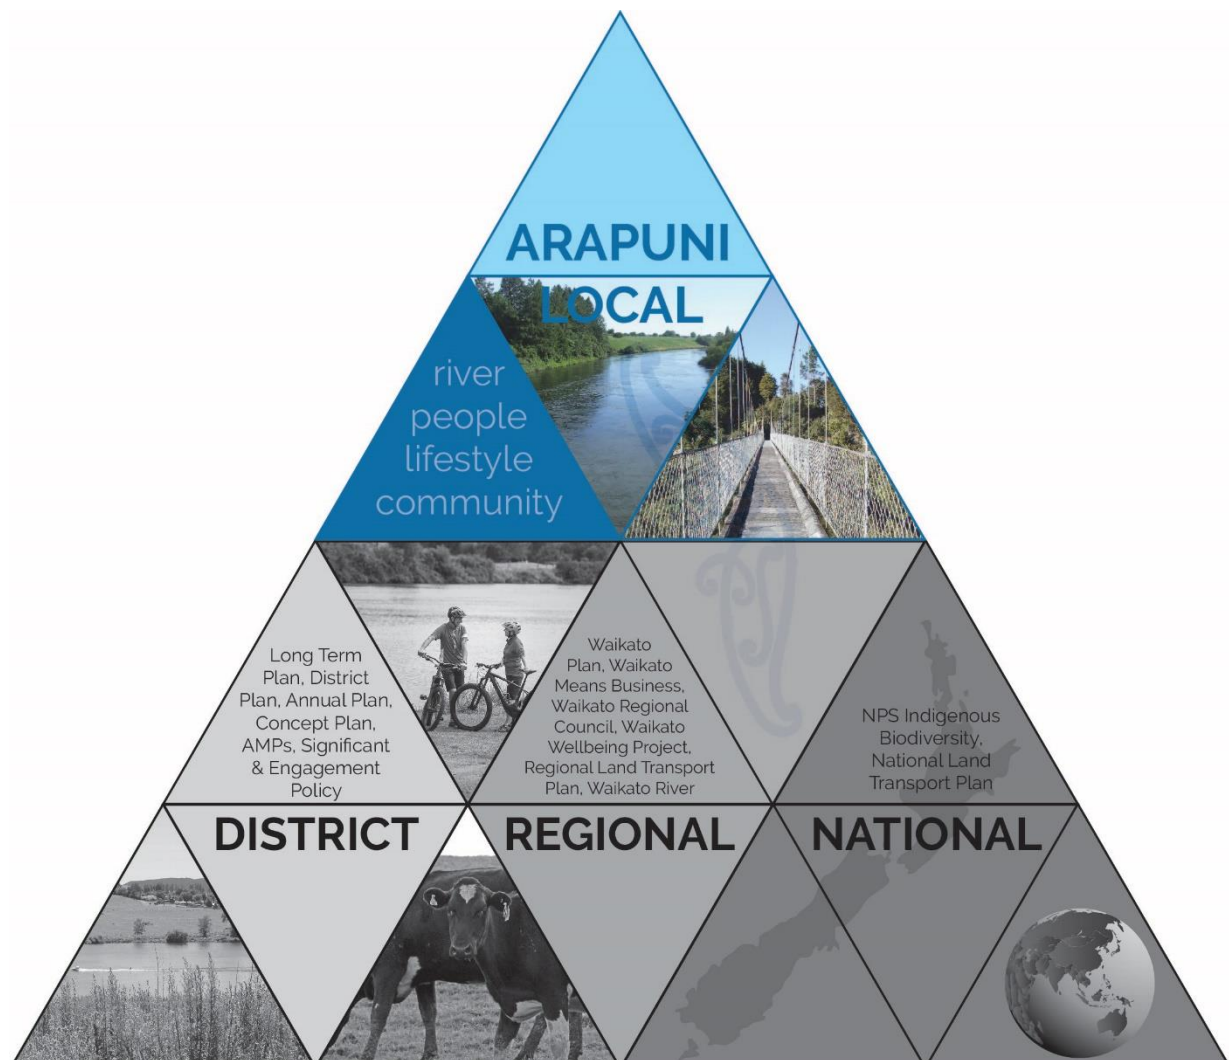 ARAPUNI
LOCAL
river
people
lifestyle
community
Long Term
Plan, District
Plan, Annual Plan,
Concept Plan,
AMPs, Significant
& Engagement
Policy
Waikato
Plan, Waikato
Means Business,
Waikato Regional
Council, Waikato
Wellbeing Project,
Regional Land Transport
Plan, Waikato River
NPS Indigenous
Biodiversity,
National Land
Transport Plan
DISTRICT
REGIONAL
NATIONAL